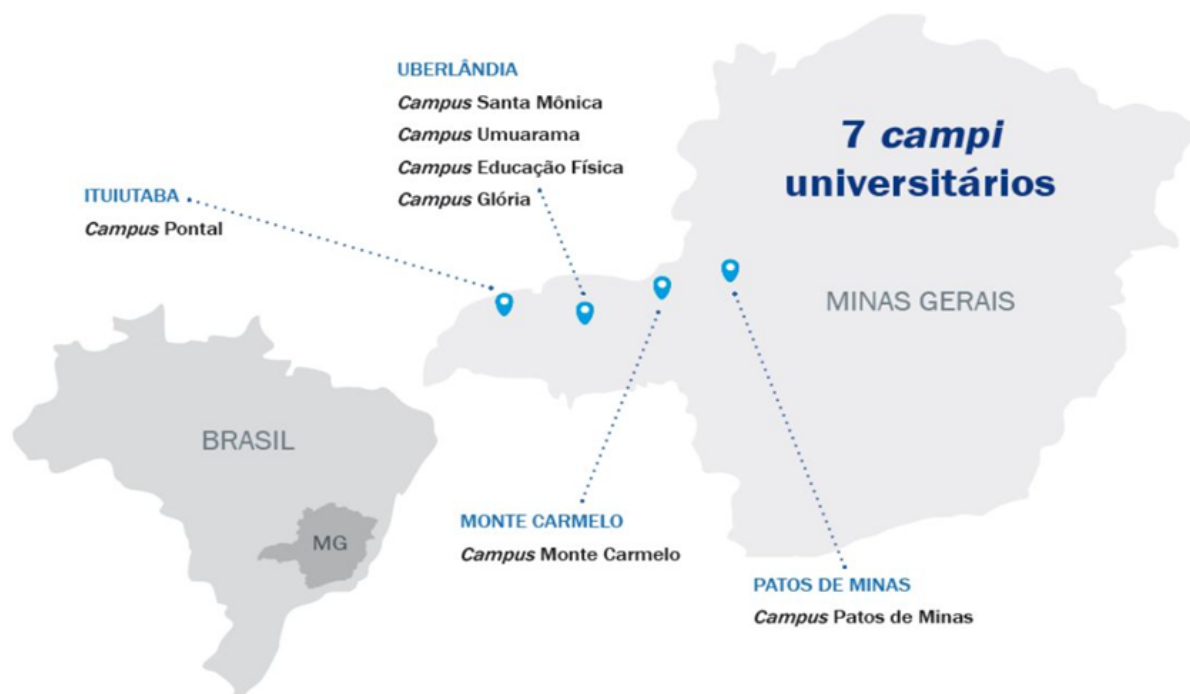 UBERLÂNDIA
Campus Santa Mônica
Campus Umuarama
Campus Educação Física
Campus Glória
7 campi
universitários
ITUIUTABA
Campus Pontal
MINAS GERAIS
BRASIL
MG
MONTE CARMELO
Campus Monte Carmelo
PATOS DE MINAS
Campus Patos de Minas